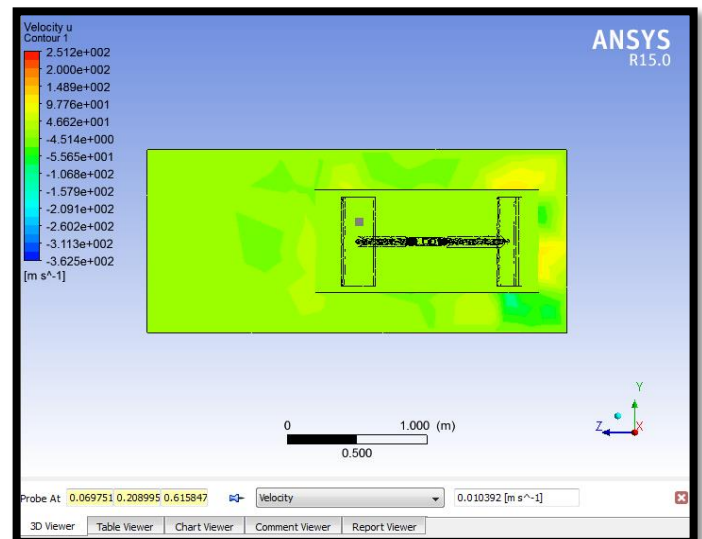 Velocity u
Contour 1
2.512e+002
2.000e+002
1.489e+002
9.776e+001
4.662e+001
-4.514e+000
-5.565e+001
-1.068e+002
-1.579e+002
-2.091e+002
-2.602e+002
-3.113e+002
-3.625e+002
[m s^-1]
ANSYS
R15.0
Y
Z X
0 1.000 (m)
0.500
Probe At 0.069751 0.208995 0.615847 Velocity 0.010392 [m s^-1]
3D Viewer Table Viewer Chart Viewer Comment Viewer Report Viewer